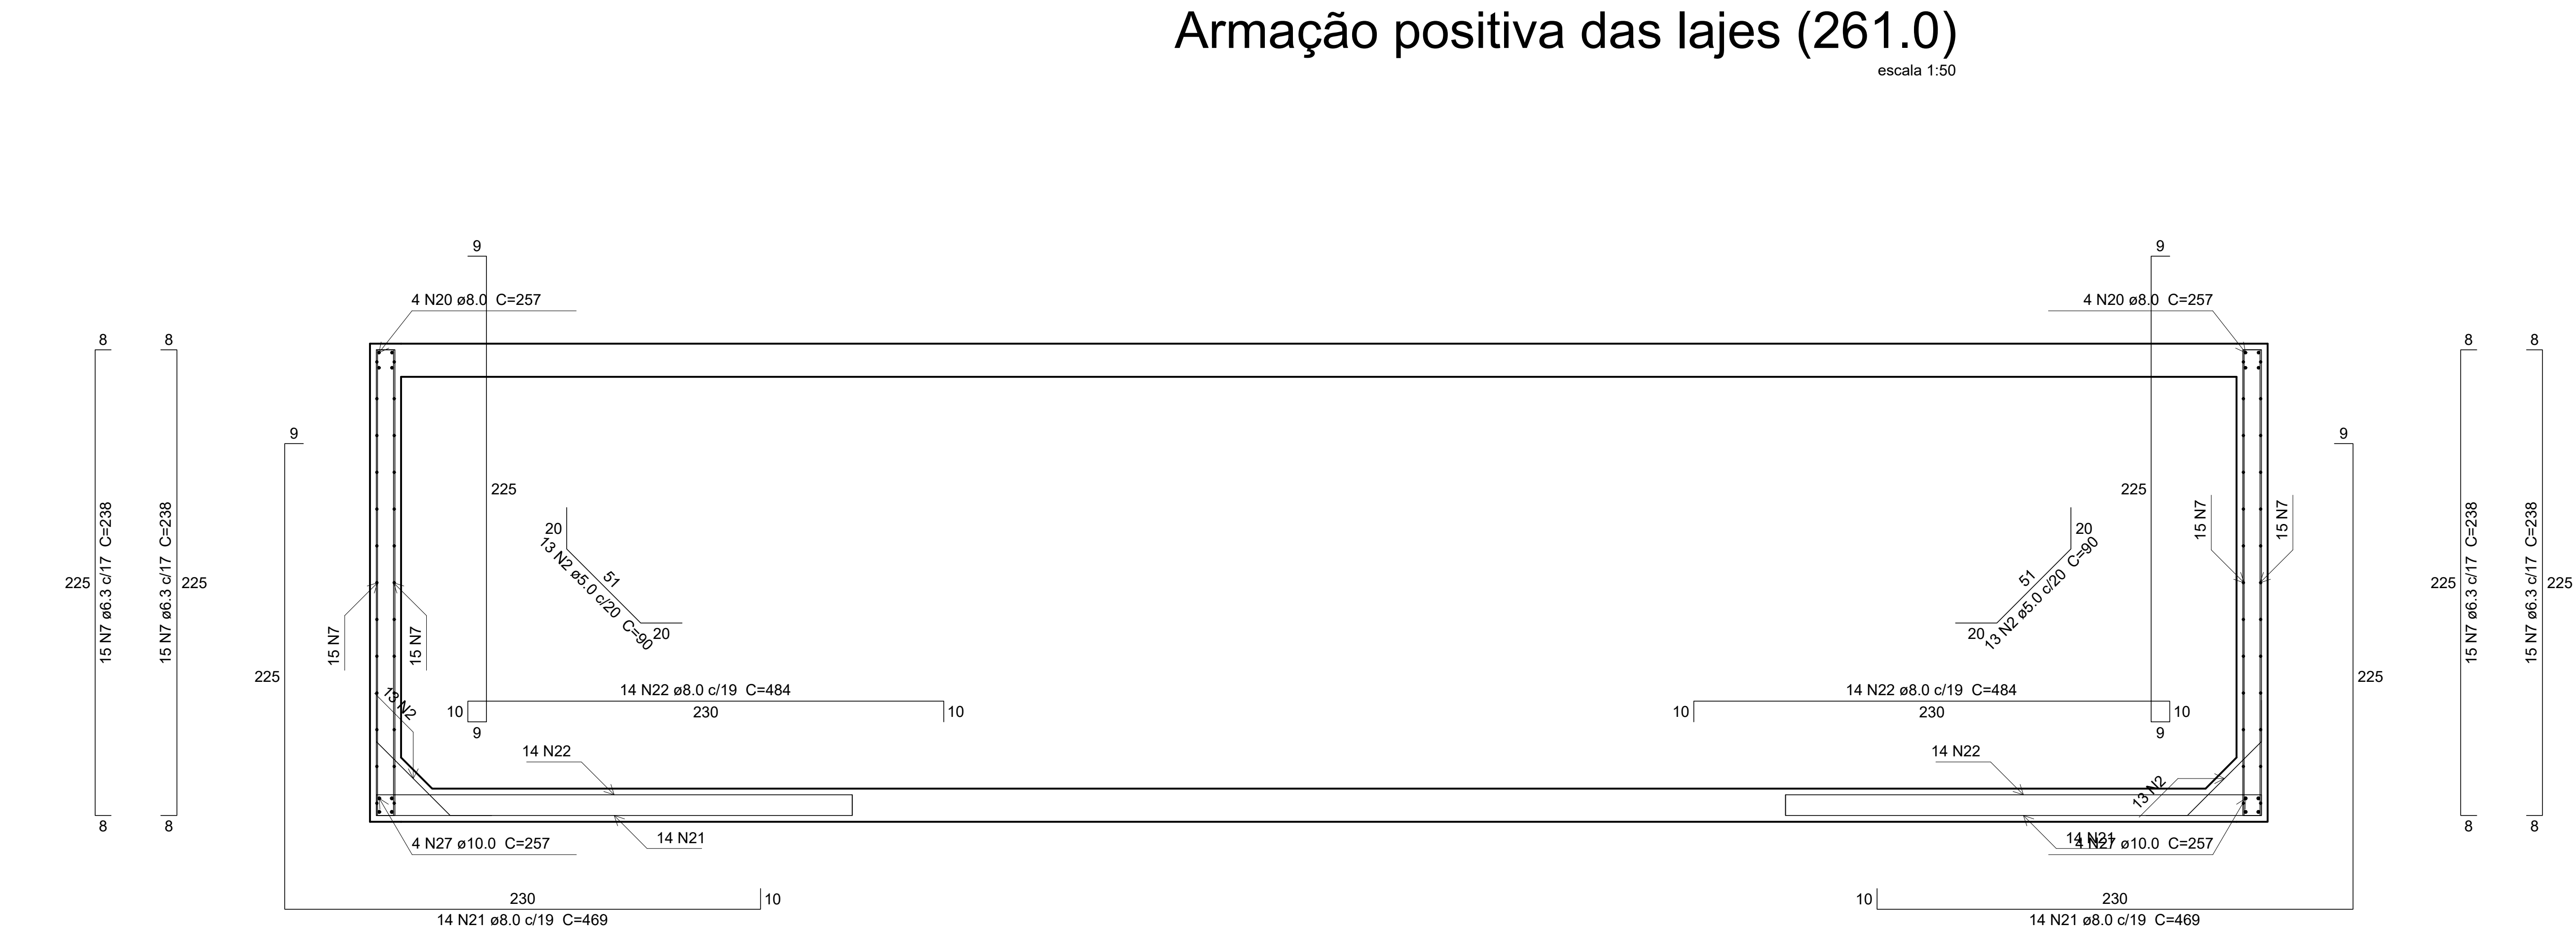 Armação positiva das lajes (261.0)
escala 1:50
9
9
4 N20 ø8.0  C=257
4 N20 ø8.0  C=257
8
8
8
8
9
9
225
225
20
20
51
51
13 N2 ø5.0 c/20  C=90
13 N2 ø5.0 c/20  C=90
20
20
15 N7
15 N7
225
15 N7 ø6.3 c/17  C=238
15 N7 ø6.3 c/17  C=238
225
225
15 N7 ø6.3 c/17  C=238
15 N7 ø6.3 c/17  C=238
225
15 N7
15 N7
225
225
13 N2
14 N22 ø8.0 c/19  C=484
14 N22 ø8.0 c/19  C=484
10
230
10
10
230
10
9
9
14 N22
14 N22
13 N2
8
8
8
8
14 N21
14 N21
4 N27 ø10.0  C=257
4 N27 ø10.0  C=257
230
10
10
230
14 N21 ø8.0 c/19  C=469
14 N21 ø8.0 c/19  C=469